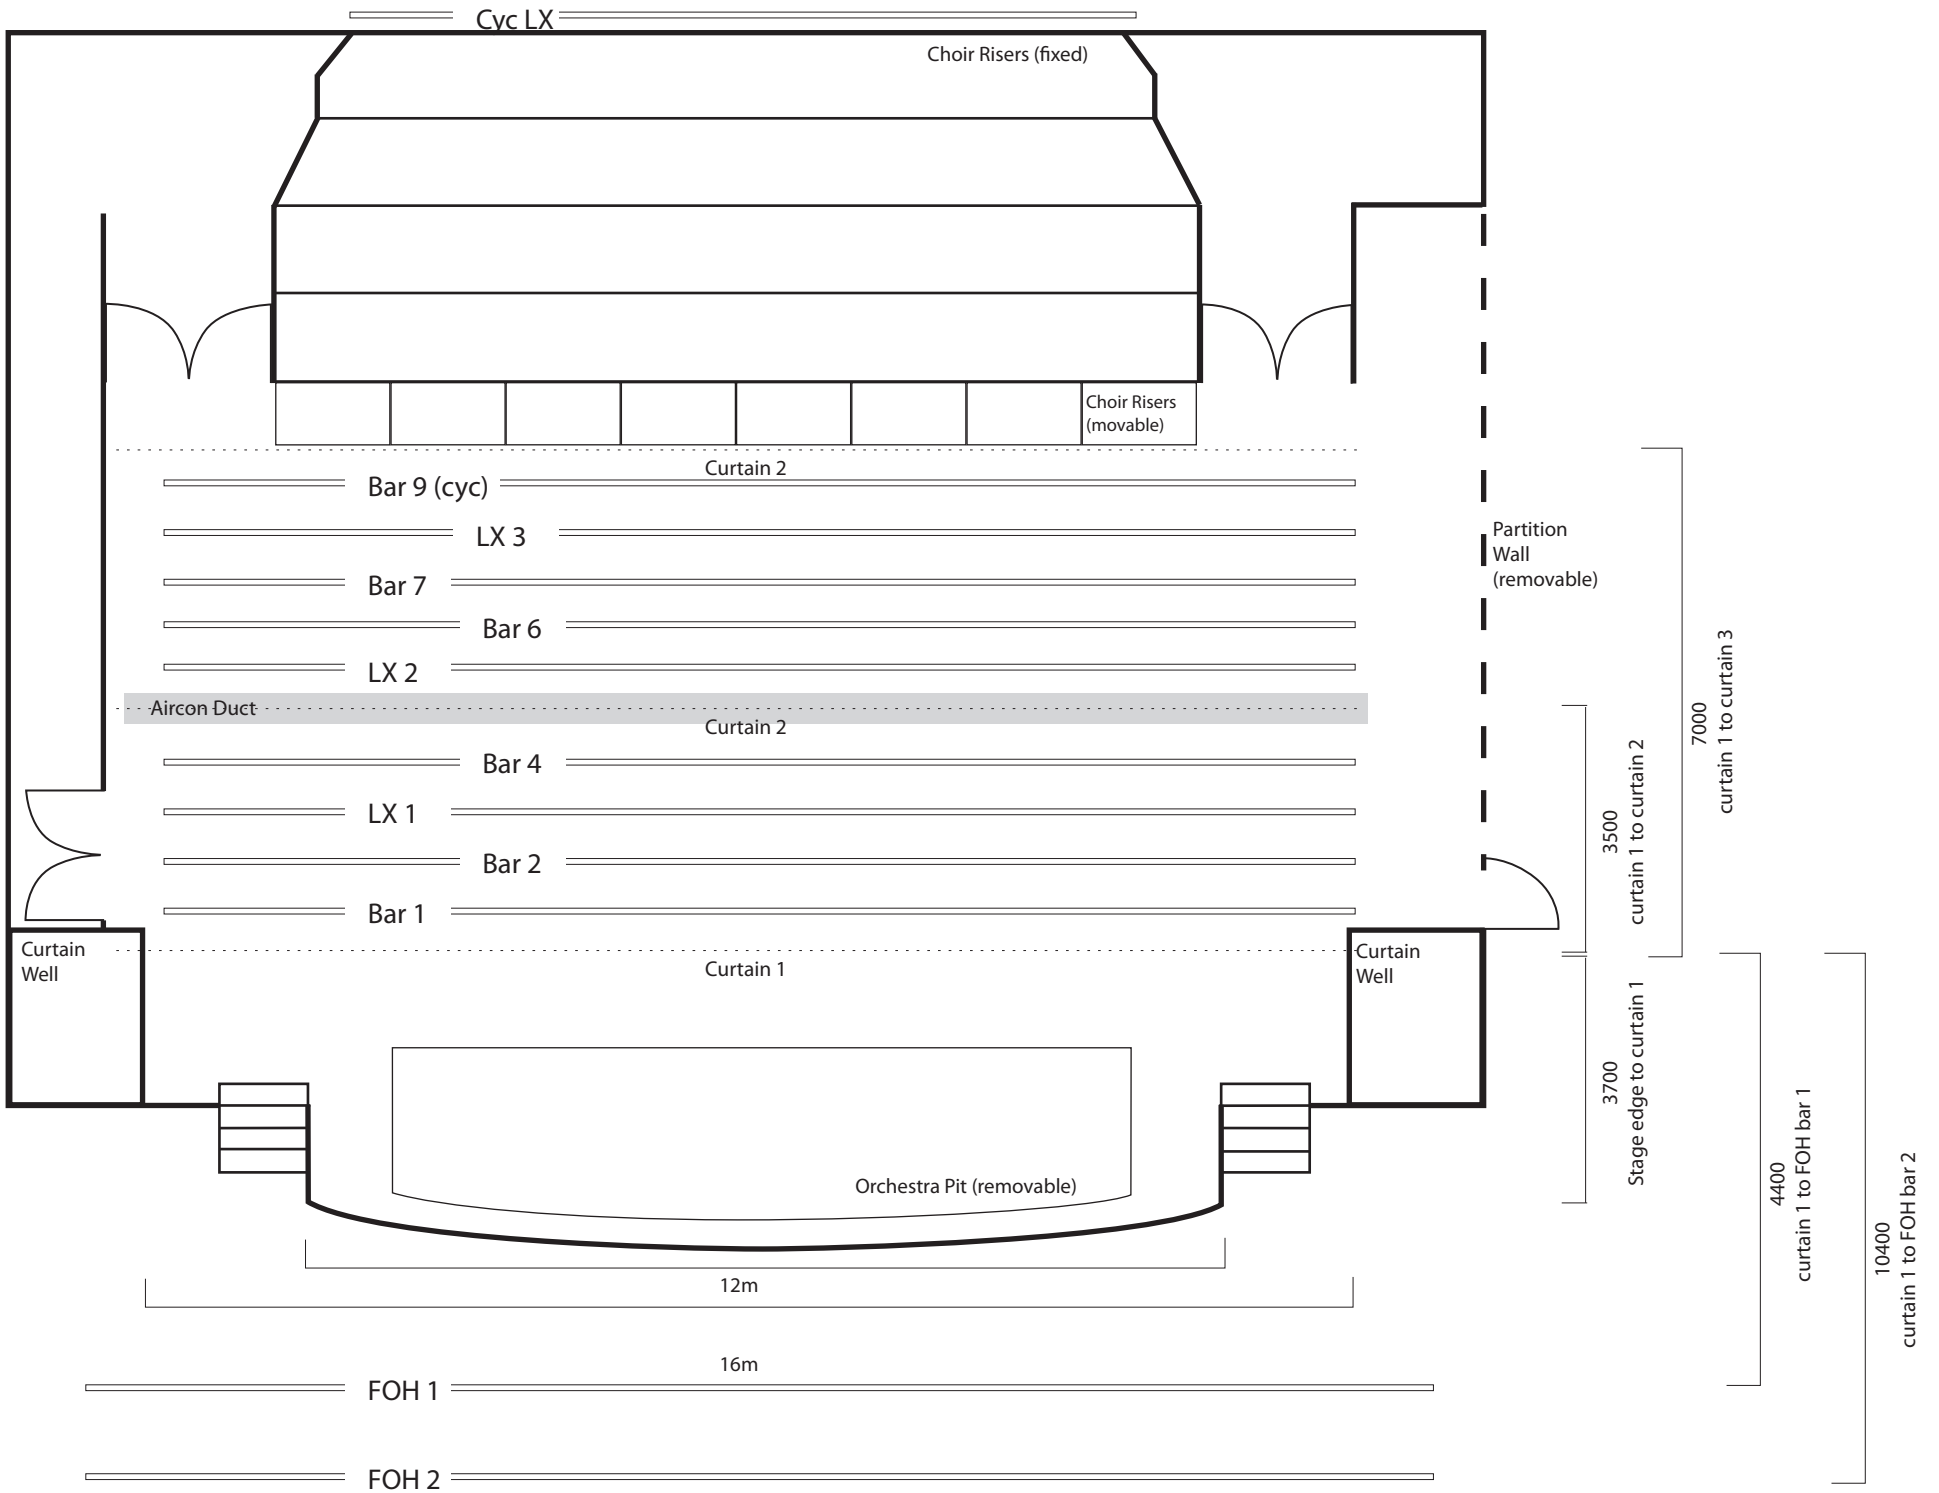 Cyc LX
Choir Risers (fixed)
Choir Risers
(movable)
Curtain 2
Bar 9 (cyc)
LX 3
Partition
Wall
(removable)
Bar 7
Bar 6
LX 2
Aircon Duct
Curtain 2
Bar 4
LX 1
Bar 2
Bar 1
Curtain
Well
Curtain 1
Curtain
Well
Orchestra Pit (removable)
12m
16m
FOH 1
FOH 2
3500
curtain 1 to curtain 2
7000
curtain 1 to curtain 3
3700
Stage edge to curtain 1
4400
curtain 1 to FOH bar 1
10400
curtain 1 to FOH bar 2